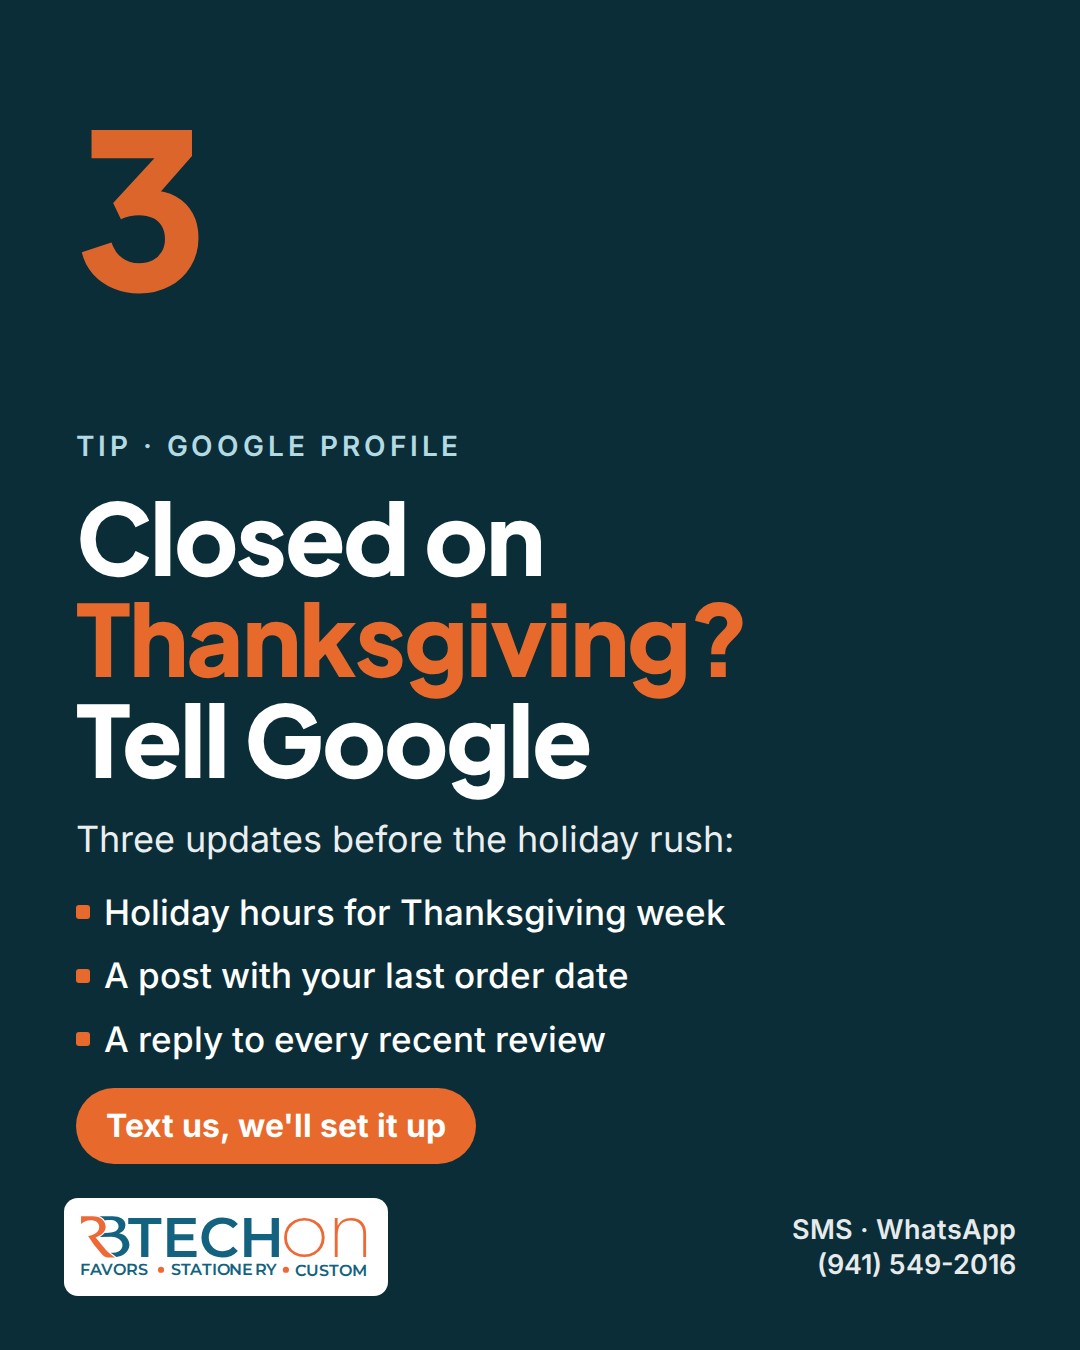 3
TIP · GOOGLE PROFILE
Closed on
Thanksgiving?
Tell Google
Three updates before the holiday rush:
Holiday hours for Thanksgiving week
A post with your last order date
A reply to every recent review
Text us, we'll set it up
RBTECHon
FAVORS • STATIONERY • CUSTOM
SMS · WhatsApp
(941) 549-2016